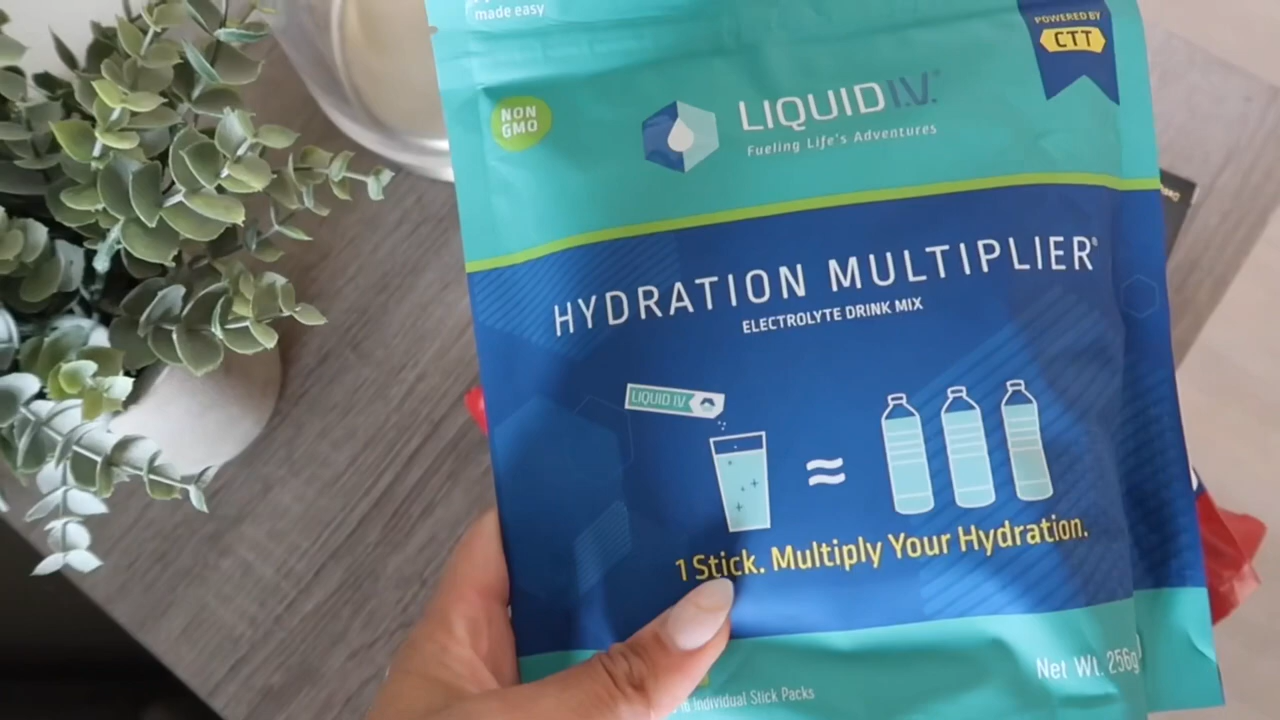 made easy
POWERED BY
CTT
NON
GMO
LIQUID I.V.®
Fueling Life's Adventures
HYDRATION MULTIPLIER®
ELECTROLYTE DRINK MIX
LIQUID I.V.
≈
1 Stick. Multiply Your Hydration.
Net Wt. 256g
16 Individual Stick Packs